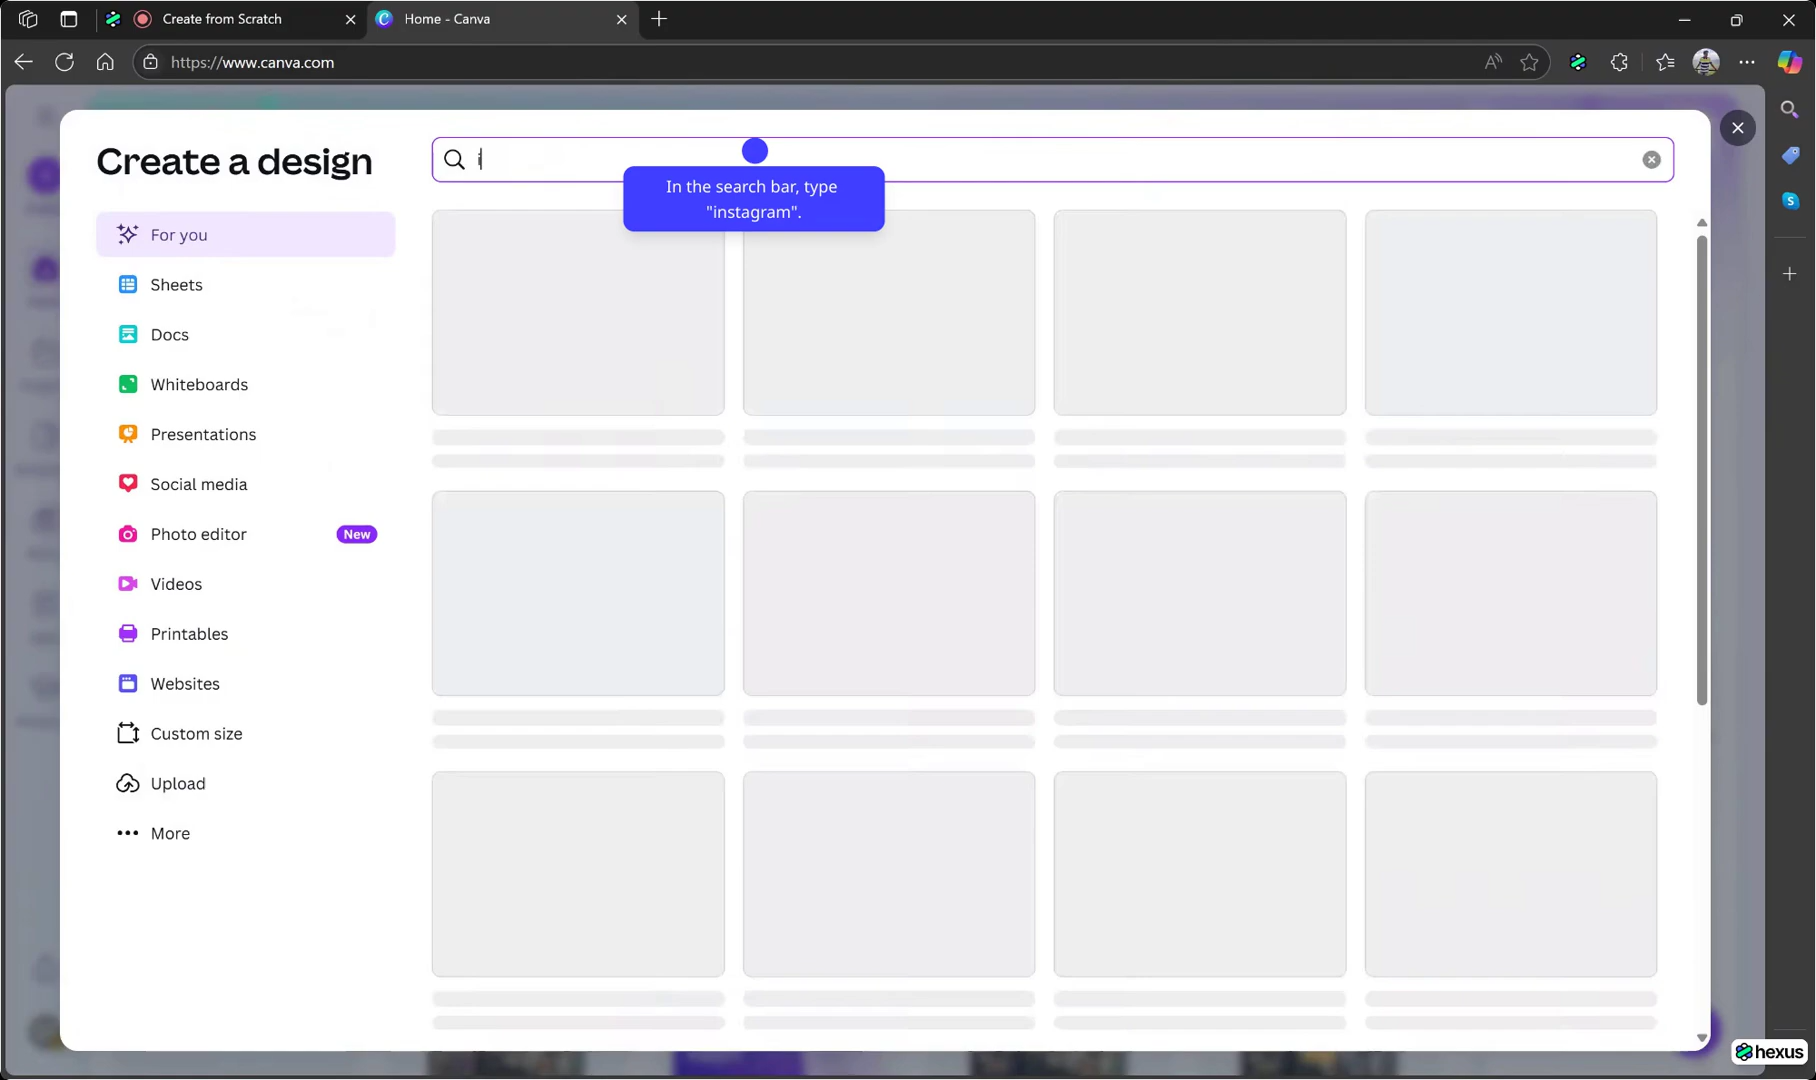 Create from Scratch
Home - Canva
https://www.canva.com
Create a design
i
In the search bar, type
"instagram".
For you
Sheets
Docs
Whiteboards
Presentations
Social media
Photo editor
New
Videos
Printables
Websites
Custom size
Upload
More
hexus